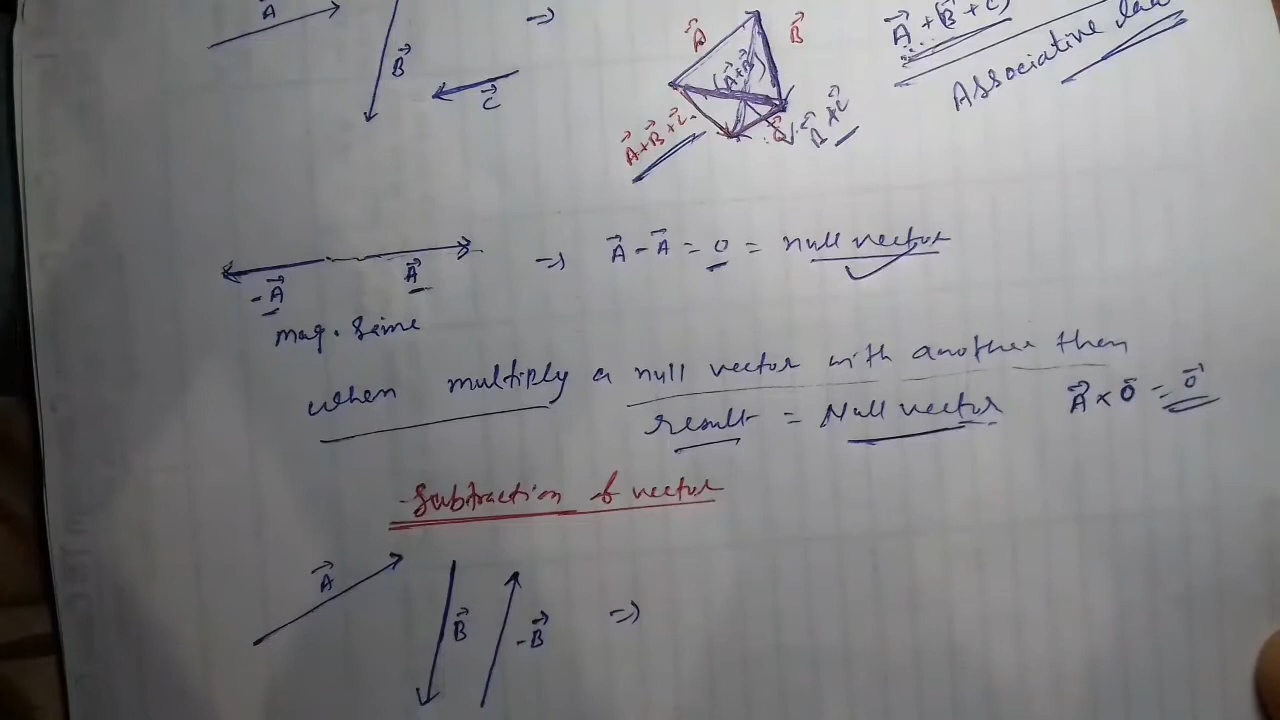 A⃗
B⃗
C⃗
=>
A⃗
B⃗
(A⃗+B⃗)
A⃗+B⃗+C⃗
C⃗
B⃗+C⃗
A⃗+(B⃗+C⃗)
Associative law
-A⃗ A⃗ => A⃗-A⃗ = 0 = null vector
mag. same
when multiply a null vector with another then
result = Null vector A⃗×0⃗ = 0⃗
-Subtraction of vector
A⃗
B⃗
-B⃗
=>